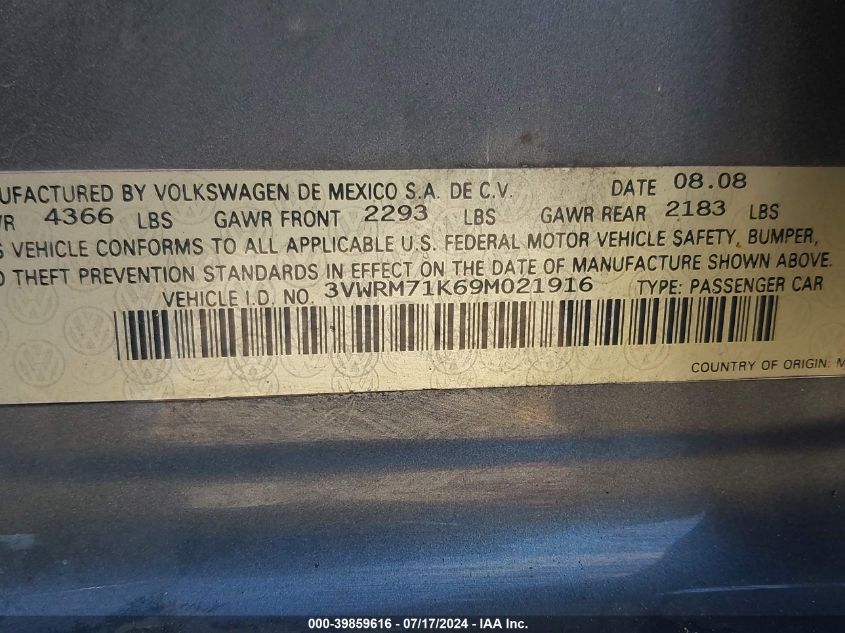 NUFACTURED BY VOLKSWAGEN DE MEXICO S.A. DE C.V. DATE 08.08
WR 4366 LBS GAWR FRONT 2293 LBS GAWR REAR 2183 LBS
S VEHICLE CONFORMS TO ALL APPLICABLE U.S. FEDERAL MOTOR VEHICLE SAFETY, BUMPER,
D THEFT PREVENTION STANDARDS IN EFFECT ON THE DATE OF MANUFACTURE SHOWN ABOVE.
VEHICLE I.D. NO. 3VWRM71K69M021916 TYPE: PASSENGER CAR
COUNTRY OF ORIGIN: M
000-39859616 - 07/17/2024 - IAA Inc.